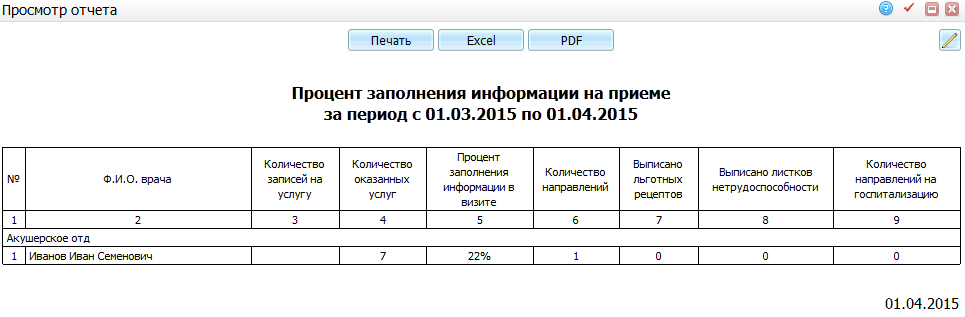 Просмотр отчета
Печать Excel PDF
Процент заполнения информации на приеме
за период с 01.03.2015 по 01.04.2015
№
Ф.И.О. врача
Количество
записей на
услугу
Количество
оказанных
услуг
Процент
заполнения
информации в
визите
Количество
направлений
Выписано
льготных
рецептов
Выписано листков
нетрудоспособности
Количество
направлений на
госпитализацию
1 2 3 4 5 6 7 8 9
Акушерское отд
1 Иванов Иван Семенович 7 22% 1 0 0 0
01.04.2015